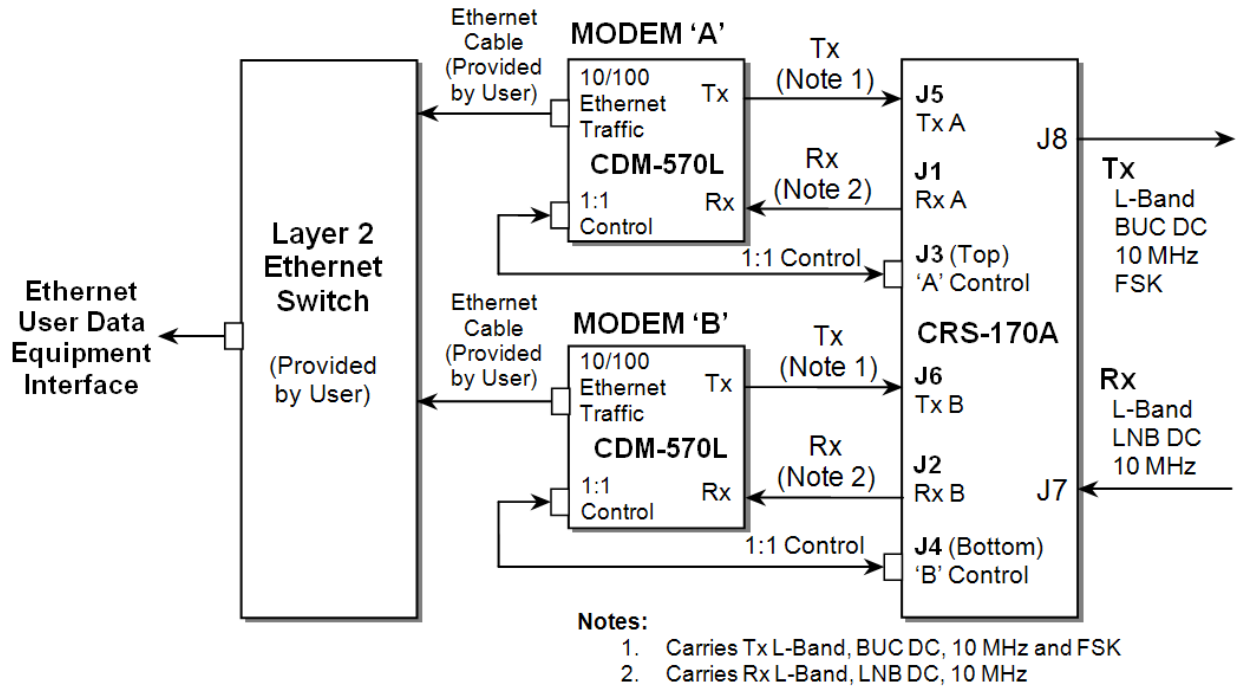 Ethernet
User Data
Equipment
Interface
Layer 2
Ethernet
Switch
(Provided
by User)
Ethernet
Cable
(Provided
by User)
MODEM ‘A’
10/100
Ethernet
Traffic
Tx
CDM-570L
1:1
Control
Rx
Tx
(Note 1)
Rx
(Note 2)
1:1 Control
Ethernet
Cable
(Provided
by User)
MODEM ‘B’
10/100
Ethernet
Traffic
Tx
CDM-570L
1:1
Control
Rx
Tx
(Note 1)
Rx
(Note 2)
1:1 Control
J5
Tx A
J1
Rx A
J3 (Top)
‘A’ Control
CRS-170A
J6
Tx B
J2
Rx B
J4 (Bottom)
‘B’ Control
J8
J7
Tx
L-Band
BUC DC
10 MHz
FSK
Rx
L-Band
LNB DC
10 MHz
Notes:
1. Carries Tx L-Band, BUC DC, 10 MHz and FSK
2. Carries Rx L-Band, LNB DC, 10 MHz